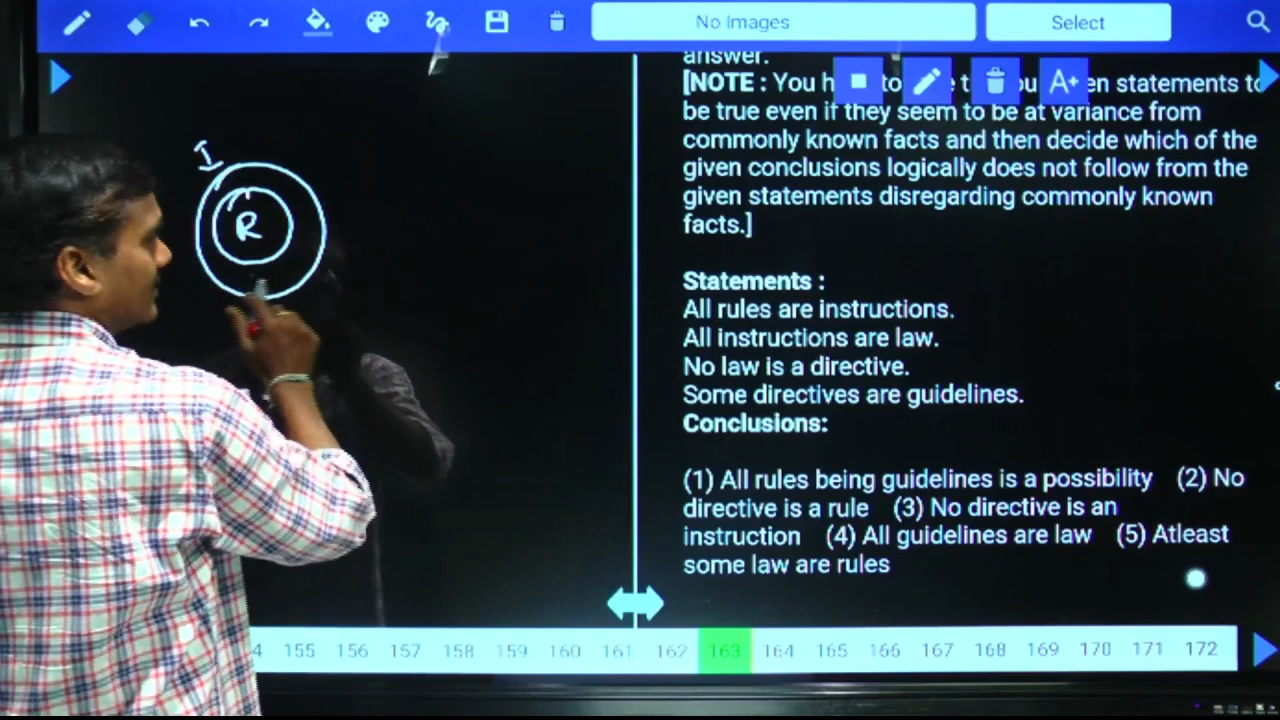 No Images
Select
I
R
answer.
[NOTE : You h to en statements to
be true even if they seem to be at variance from
commonly known facts and then decide which of the
given conclusions logically does not follow from the
given statements disregarding commonly known
facts.]
Statements :
All rules are instructions.
All instructions are law.
No law is a directive.
Some directives are guidelines.
Conclusions:
(1) All rules being guidelines is a possibility (2) No
directive is a rule (3) No directive is an
instruction (4) All guidelines are law (5) Atleast
some law are rules
4 155 156 157 158 159 160 161 162 163 164 165 166 167 168 169 170 171 172